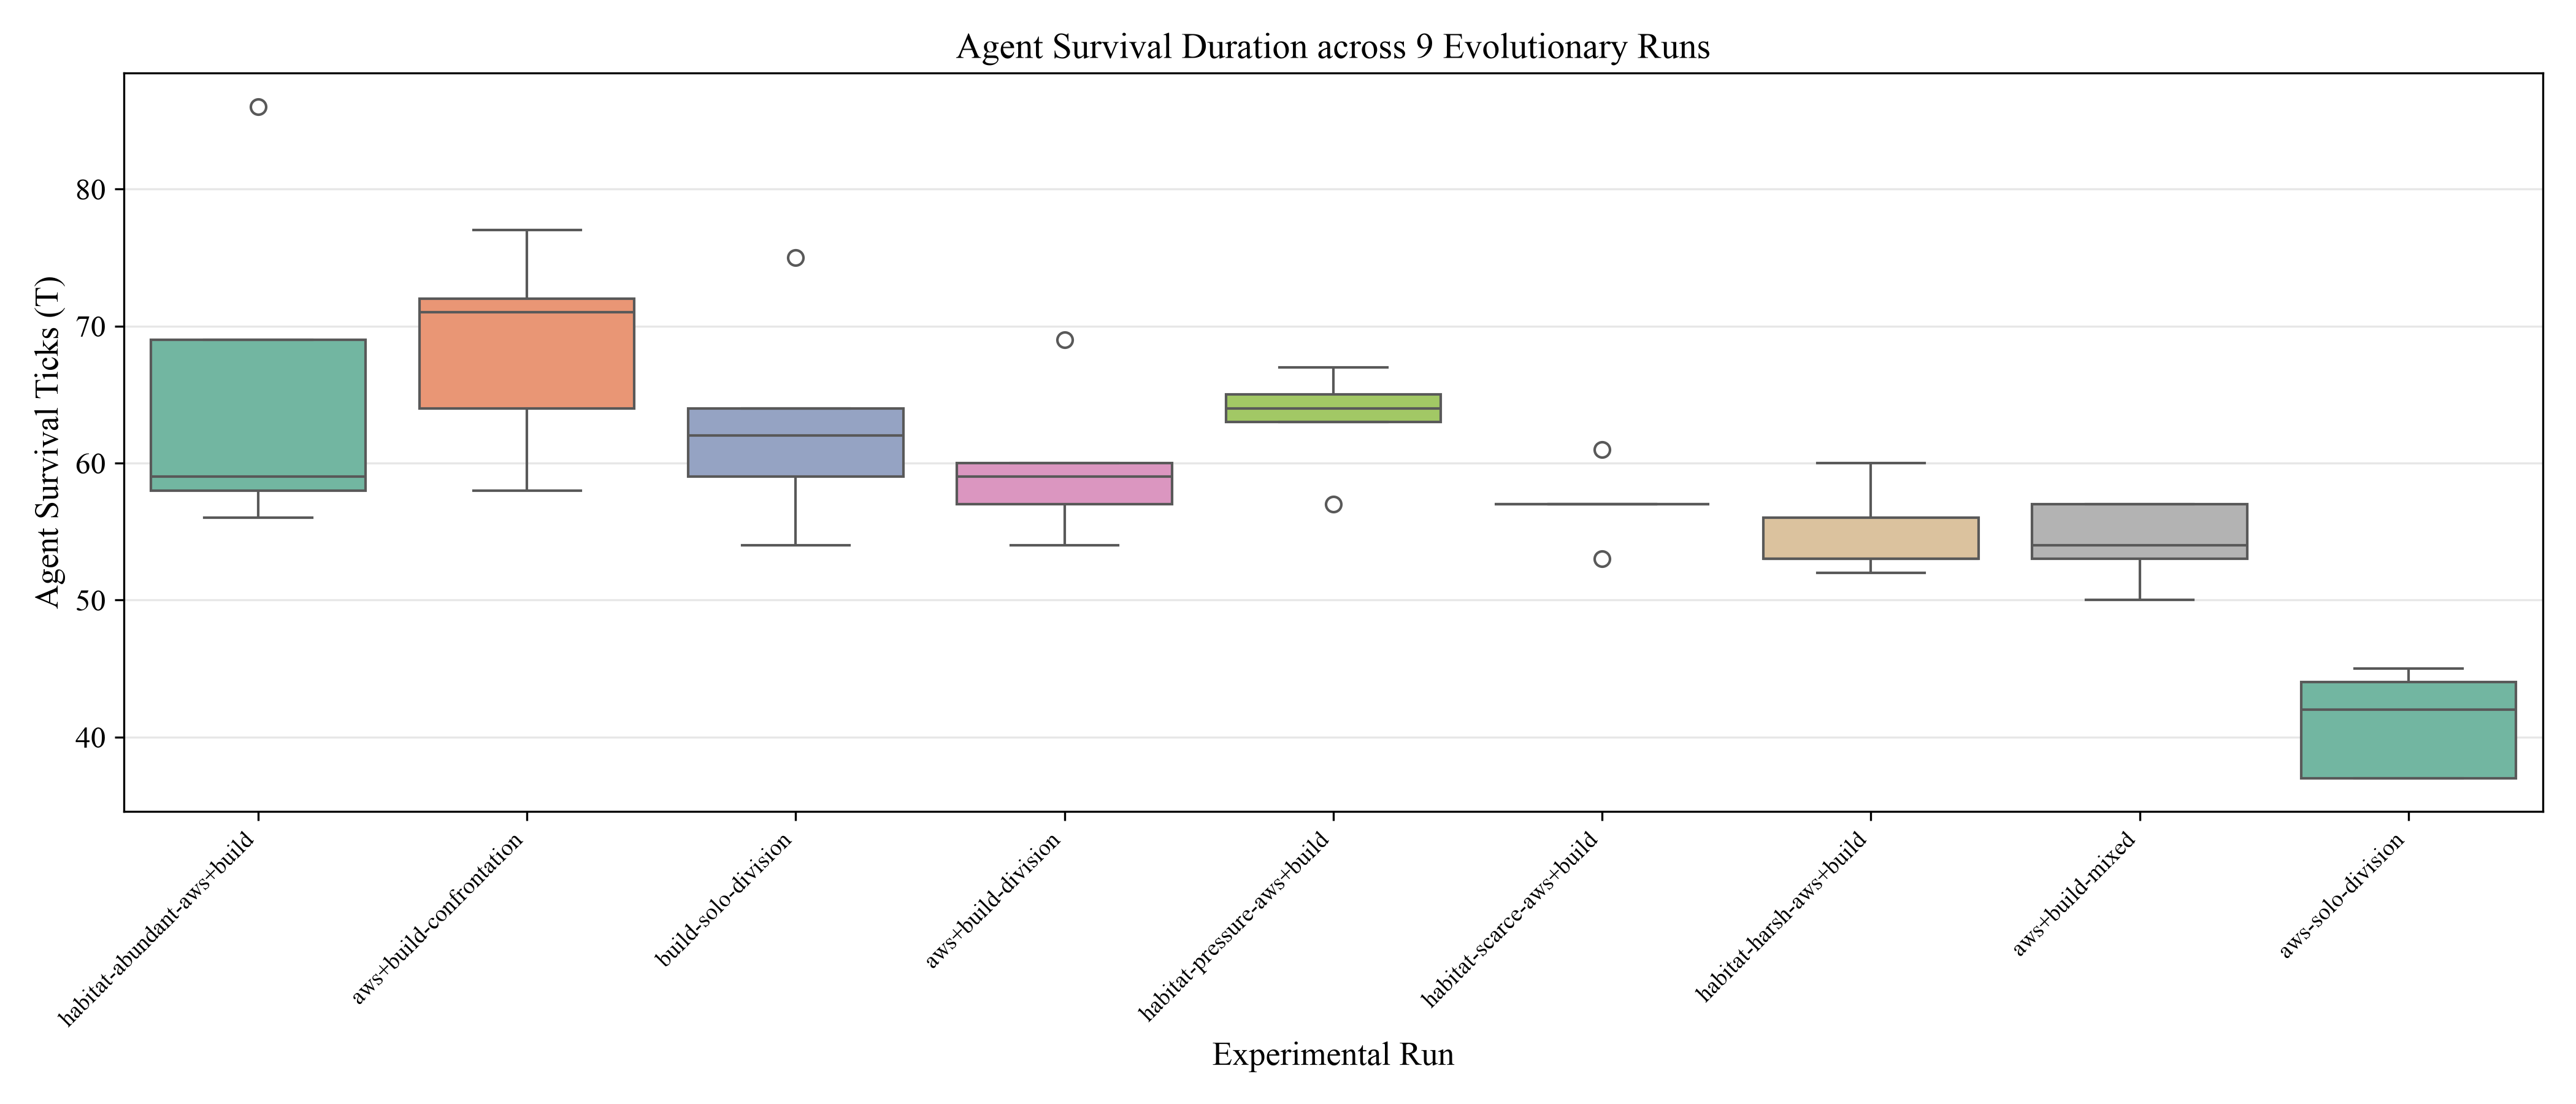 Agent Survival Duration across 9 Evolutionary Runs
Agent Survival Ticks (T)
80
70
60
50
40
habitat-abundant-aws+build
aws+build-confrontation
build-solo-division
aws+build-division
habitat-pressure-aws+build
habitat-scarce-aws+build
habitat-harsh-aws+build
aws+build-mixed
aws-solo-division
Experimental Run